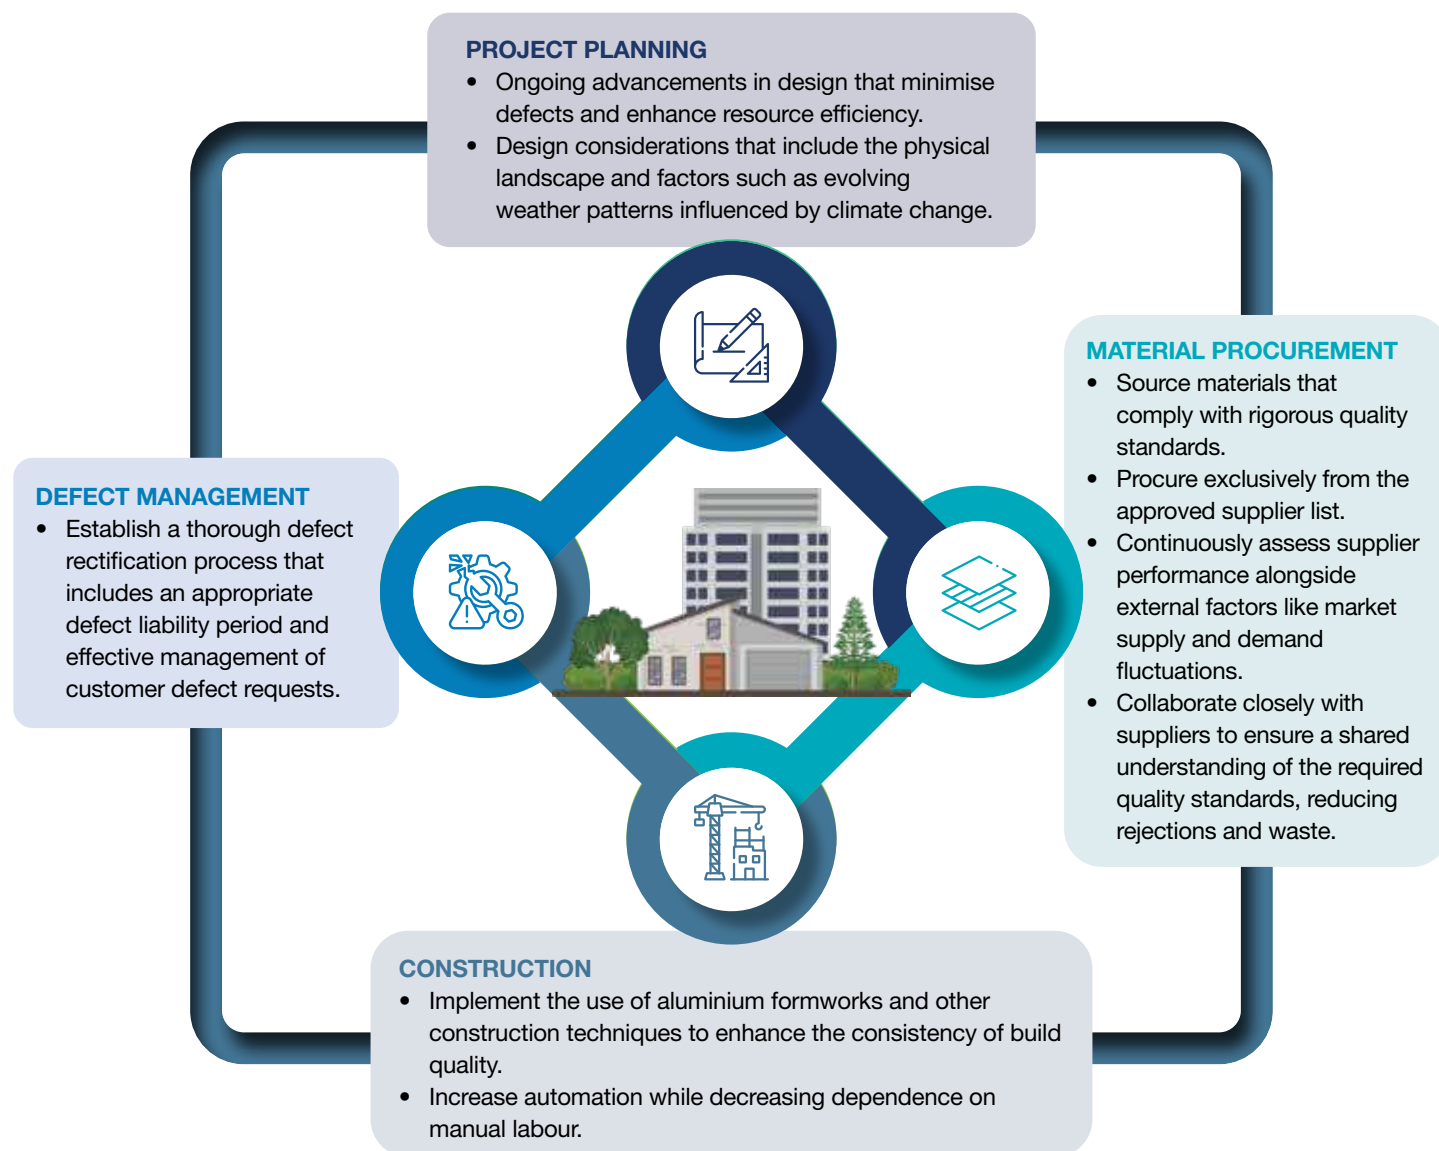 PROJECT PLANNING
• Ongoing advancements in design that minimise
defects and enhance resource efficiency.
• Design considerations that include the physical
landscape and factors such as evolving
weather patterns influenced by climate change.
MATERIAL PROCUREMENT
• Source materials that
comply with rigorous quality
standards.
• Procure exclusively from the
approved supplier list.
• Continuously assess supplier
performance alongside
external factors like market
supply and demand
fluctuations.
• Collaborate closely with
suppliers to ensure a shared
understanding of the required
quality standards, reducing
rejections and waste.
DEFECT MANAGEMENT
• Establish a thorough defect
rectification process that
includes an appropriate
defect liability period and
effective management of
customer defect requests.
CONSTRUCTION
• Implement the use of aluminium formworks and other
construction techniques to enhance the consistency of build
quality.
• Increase automation while decreasing dependence on
manual labour.